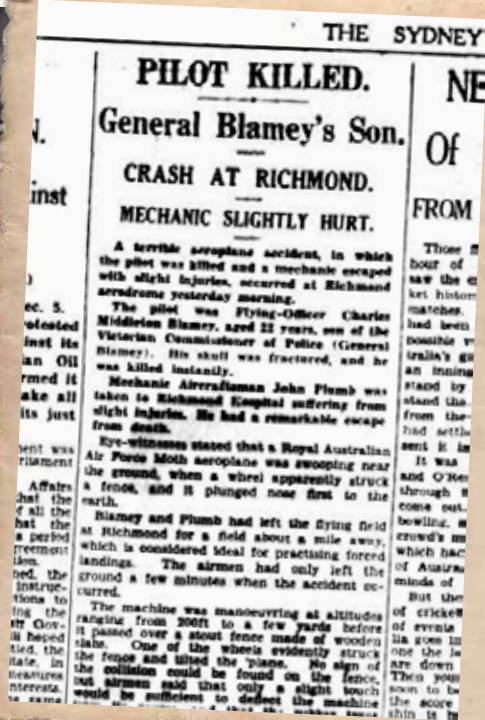 THE SYDNEY
PILOT KILLED.
General Blamey's Son.
CRASH AT RICHMOND.
MECHANIC SLIGHTLY HURT.
A terrible aeroplane accident, in which
the pilot was killed and a mechanic escaped
with slight injuries, occurred at Richmond
aerodrome yesterday morning.
The pilot was Flying-Officer Charles
Middleton Blamey, aged 22 years, son of the
Victorian Commissioner of Police (General
Blamey). His skull was fractured, and he
was killed instantly.
Mechanic Aircraftsman John Plumb was
taken to Richmond Hospital suffering from
slight injuries. He had a remarkable escape
from death.
Eye-witnesses stated that a Royal Australian
Air Force Moth aeroplane was swooping near
the ground, when a wheel apparently struck
a fence, and it plunged nose first to the
earth.
Blamey and Plumb had left the flying field
at Richmond for a field about a mile away,
which is considered ideal for practising forced
landings. The airmen had only left the
ground a few minutes when the accident oc-
curred.
The machine was manoeuvring at altitudes
ranging from 200ft to a few yards before
it passed over a stout fence made of wooden
slabs. One of the wheels evidently struck
the fence and tilted the 'plane. No sign of
the collision could be found on the fence,
but airmen said that only a slight touch
would be sufficient to deflect the machine
N.
inst
ec. 5.
rotested
inst its
an Oil
rmed it
ake all
its just
ment was
Affairs
hat the
f all the
hat the
a period
reement
ned, the
instruc-
tions to
ing the
Gov-
hoped
tled, the
tate, in
measures
nterests.
same
NE
Of
FROM
Those
hour of
saw the
ket histor
matches.
had been
possible
tralia's
an inning
stand by
stand the
from the
had settl
sent it
It was
and O'Re
through
come out.
bowling,
crowd's
which had
of Austra
minds of
But the
of cricket
of events
lia goes
one the
are down
Then you
soon to
the score